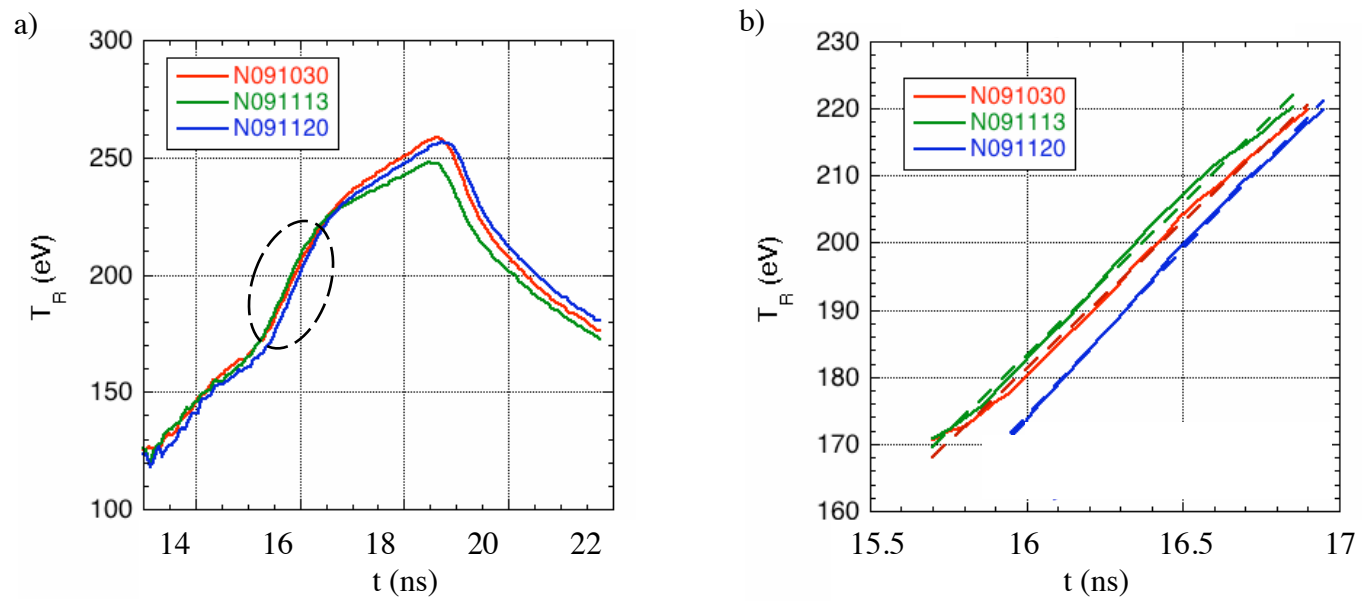 a)
300
250
200
150
100
T_R (eV)
N091030
N091113
N091120
14 16 18 20 22
t (ns)
b)
230
220
210
200
190
180
170
160
T_R (eV)
N091030
N091113
N091120
15.5 16 16.5 17
t (ns)